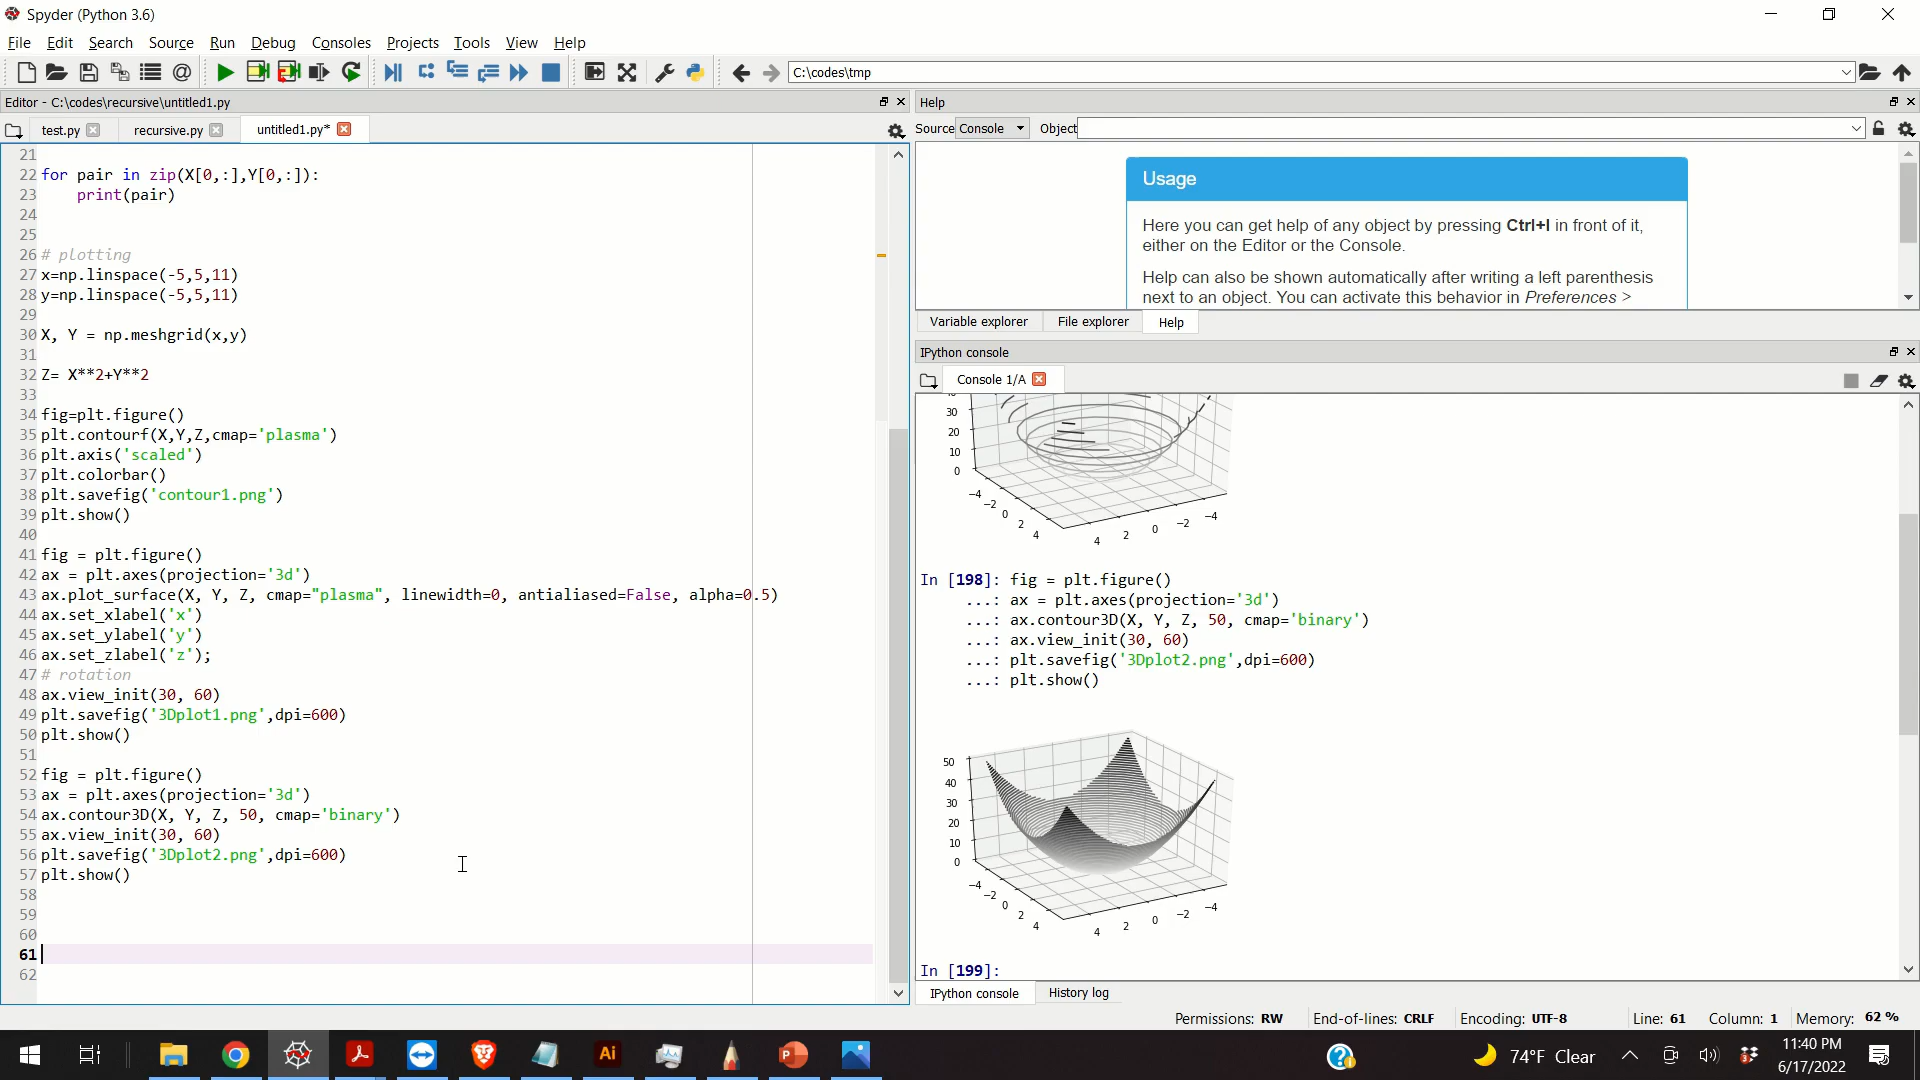 Spyder (Python 3.6)
File Edit Search Source Run Debug Consoles Projects Tools View Help
C:\codes\tmp
Editor - C:\codes\recursive\untitled1.py
test.py recursive.py untitled1.py*
21
22 for pair in zip(X[0,:],Y[0,:]):
23 print(pair)
24
25
26 # plotting
27 x=np.linspace(-5,5,11)
28 y=np.linspace(-5,5,11)
29
30 X, Y = np.meshgrid(x,y)
31
32 Z= X**2+Y**2
33
34 fig=plt.figure()
35 plt.contourf(X,Y,Z,cmap='plasma')
36 plt.axis('scaled')
37 plt.colorbar()
38 plt.savefig('contour1.png')
39 plt.show()
40
41 fig = plt.figure()
42 ax = plt.axes(projection='3d')
43 ax.plot_surface(X, Y, Z, cmap="plasma", linewidth=0, antialiased=False, alpha=0.5)
44 ax.set_xlabel('x')
45 ax.set_ylabel('y')
46 ax.set_zlabel('z');
47 # rotation
48 ax.view_init(30, 60)
49 plt.savefig('3Dplot1.png',dpi=600)
50 plt.show()
51
52 fig = plt.figure()
53 ax = plt.axes(projection='3d')
54 ax.contour3D(X, Y, Z, 50, cmap='binary')
55 ax.view_init(30, 60)
56 plt.savefig('3Dplot2.png',dpi=600)
57 plt.show()
58
59
60
61
62
Help
Source Console Object
Usage
Here you can get help of any object by pressing Ctrl+I in front of it,
either on the Editor or the Console.
Help can also be shown automatically after writing a left parenthesis
next to an object. You can activate this behavior in Preferences >
Variable explorer File explorer Help
IPython console
Console 1/A
30
20
10
0
−4 −2 0 2 4
4 2 0 −2 −4
In [198]: fig = plt.figure()
...: ax = plt.axes(projection='3d')
...: ax.contour3D(X, Y, Z, 50, cmap='binary')
...: ax.view_init(30, 60)
...: plt.savefig('3Dplot2.png',dpi=600)
...: plt.show()
50
40
30
20
10
0
−4 −2 0 2 4
4 2 0 −2 −4
In [199]:
IPython console History log
Permissions: RW End-of-lines: CRLF Encoding: UTF-8 Line: 61 Column: 1 Memory: 62 %
Ai
P
74°F Clear
3
11:40 PM
6/17/2022